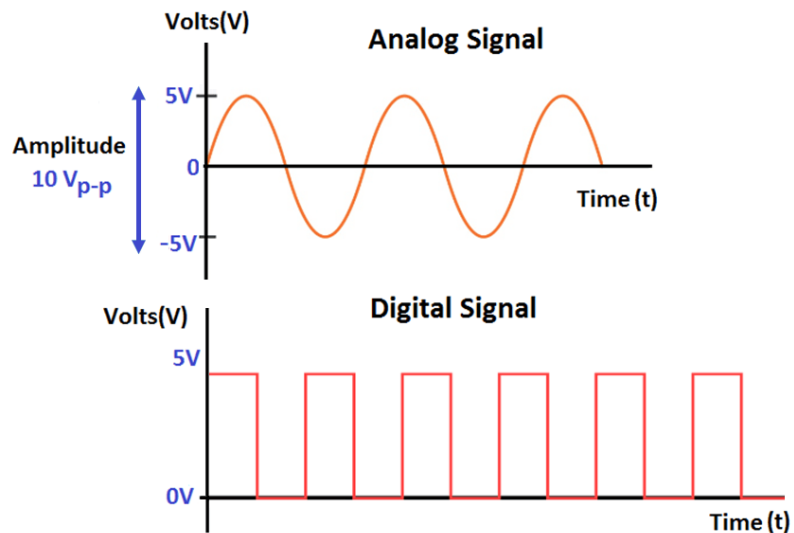 Volts(V)
Analog Signal
5V
Amplitude
10 Vp-p
0
Time (t)
-5V
Digital Signal
Volts(V)
5V
0V
Time (t)